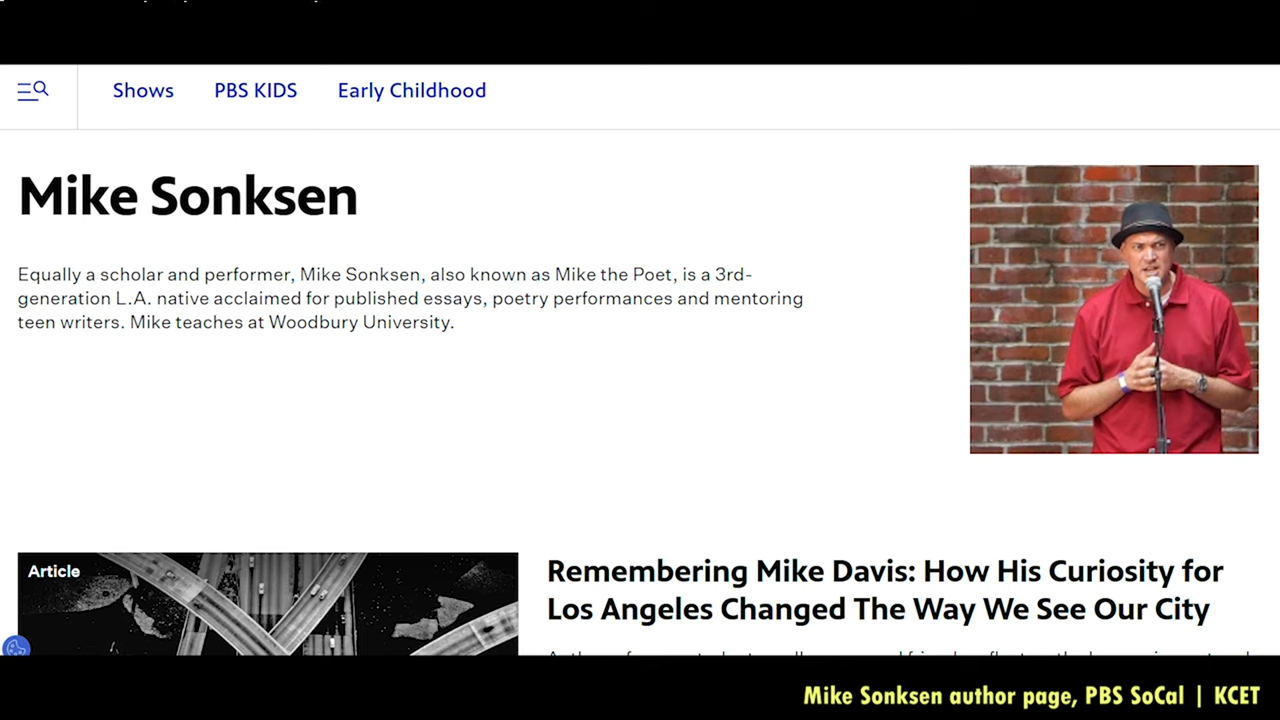 Shows PBS KIDS Early Childhood
Mike Sonksen
Equally a scholar and performer, Mike Sonksen, also known as Mike the Poet, is a 3rd-
generation L.A. native acclaimed for published essays, poetry performances and mentoring
teen writers. Mike teaches at Woodbury University.
Article
Remembering Mike Davis: How His Curiosity for
Los Angeles Changed The Way We See Our City
Mike Sonksen author page, PBS SoCal | KCET